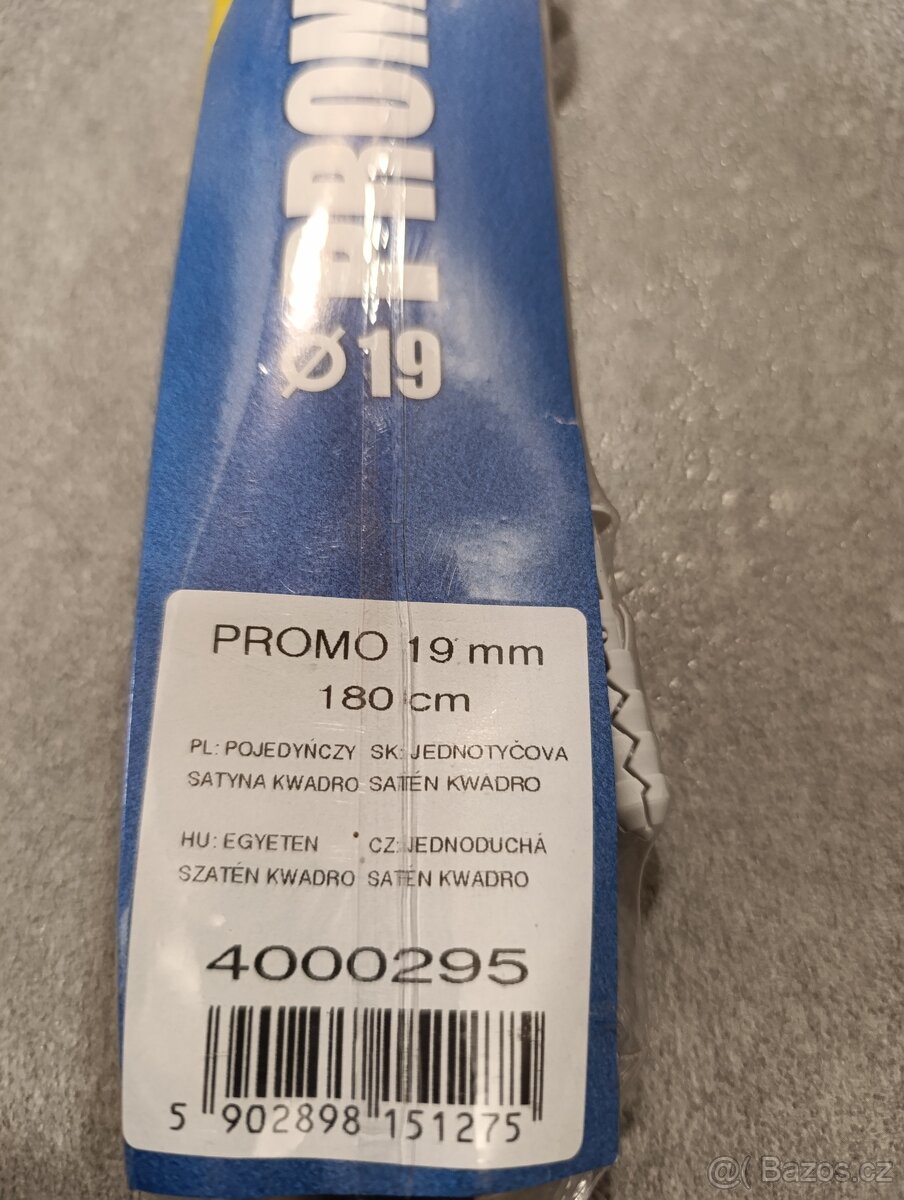 PROM
Ø 19
PROMO 19 mm
180 cm
PL: POJEDYŃCZY SK: JEDNOTYČOVA
SATYNA KWADRO SATÉN KWADRO
HU: EGYETEN CZ: JEDNODUCHÁ
SZATÉN KWADRO SATÉN KWADRO
4000295
5 902898 151275
@( Bazos.cz